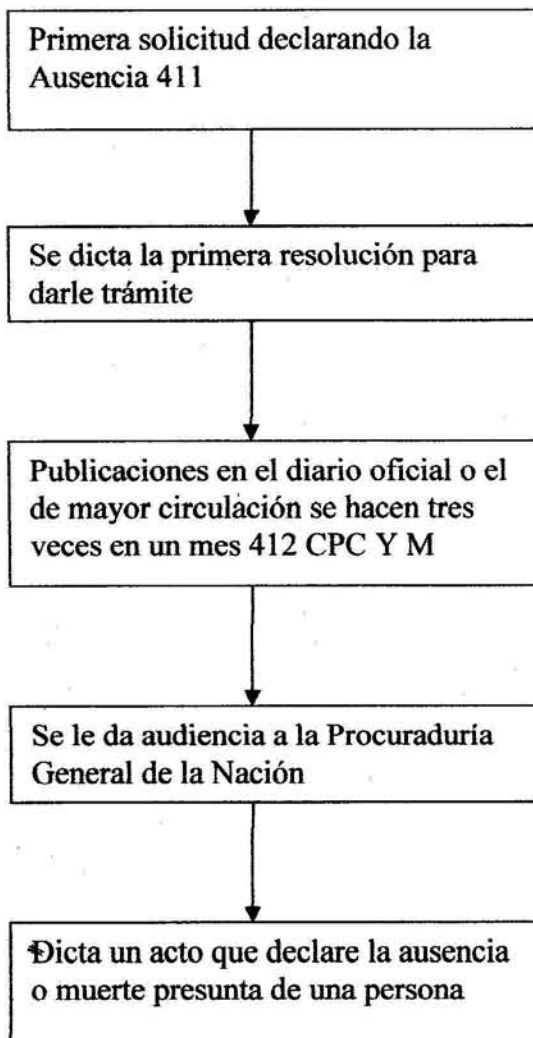 Primera solicitud declarando la
Ausencia 411
Se dicta la primera resolución para
darle trámite
Publicaciones en el diario oficial o el
de mayor circulación se hacen tres
veces en un mes 412 CPC Y M
Se le da audiencia a la Procuraduría
General de la Nación
Dicta un acto que declare la ausencia
o muerte presunta de una persona